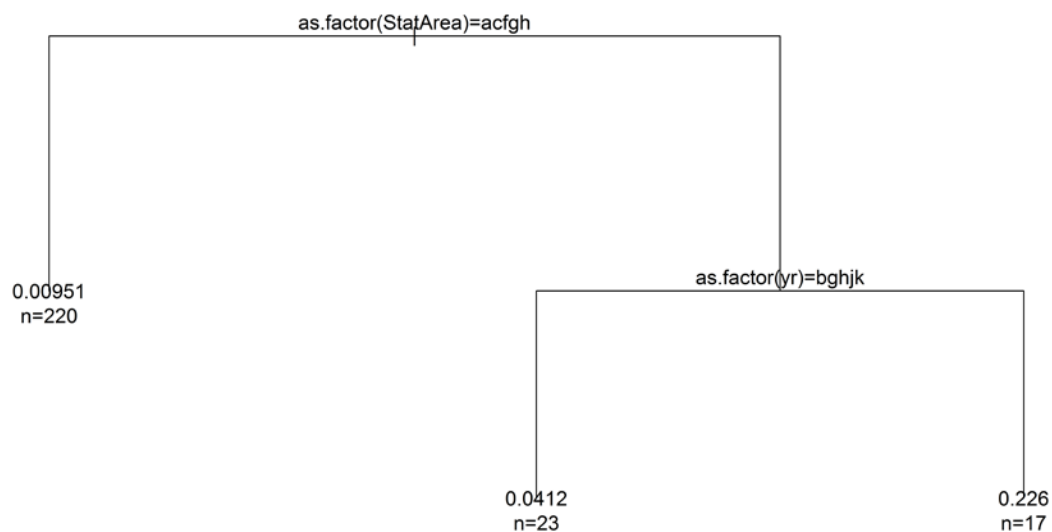 as.factor(StatArea)=acfgh
as.factor(yr)=bghjk
0.00951
n=220
0.0412
n=23
0.226
n=17